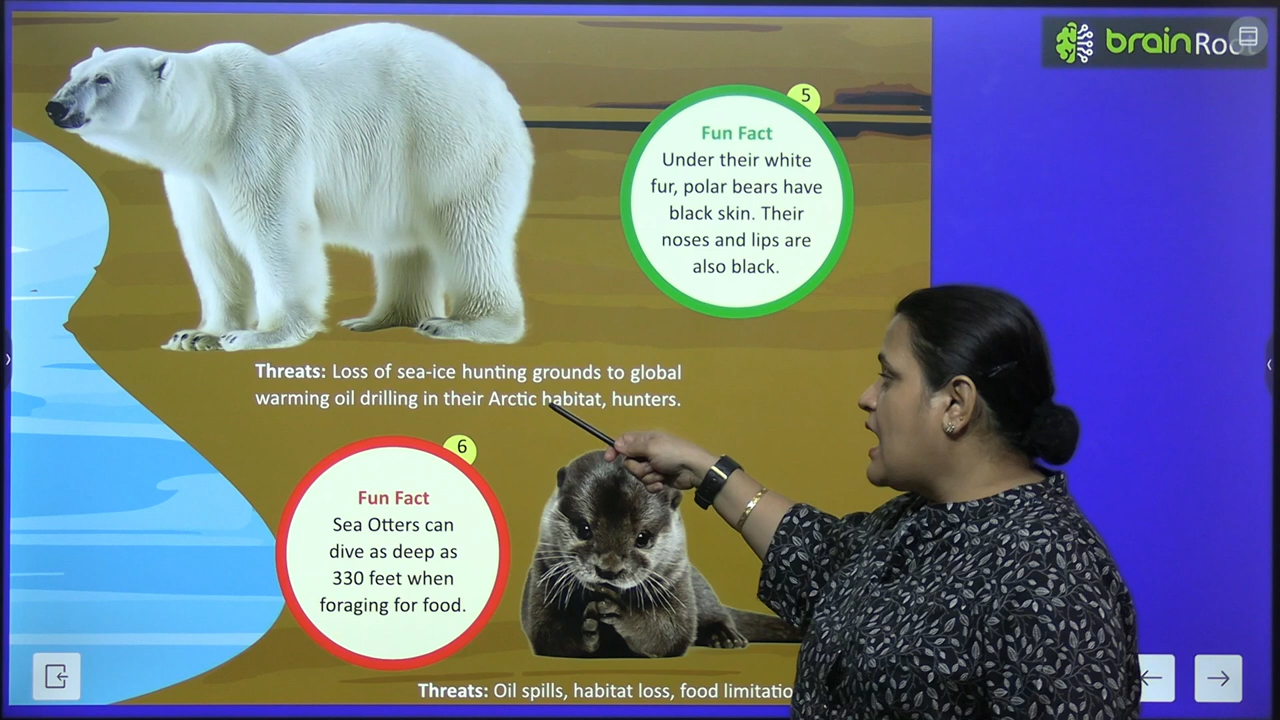 brainRoot
5
Fun Fact
Under their white
fur, polar bears have
black skin. Their
noses and lips are
also black.
Threats: Loss of sea-ice hunting grounds to global
warming oil drilling in their Arctic habitat, hunters.
6
Fun Fact
Sea Otters can
dive as deep as
330 feet when
foraging for food.
Threats: Oil spills, habitat loss, food